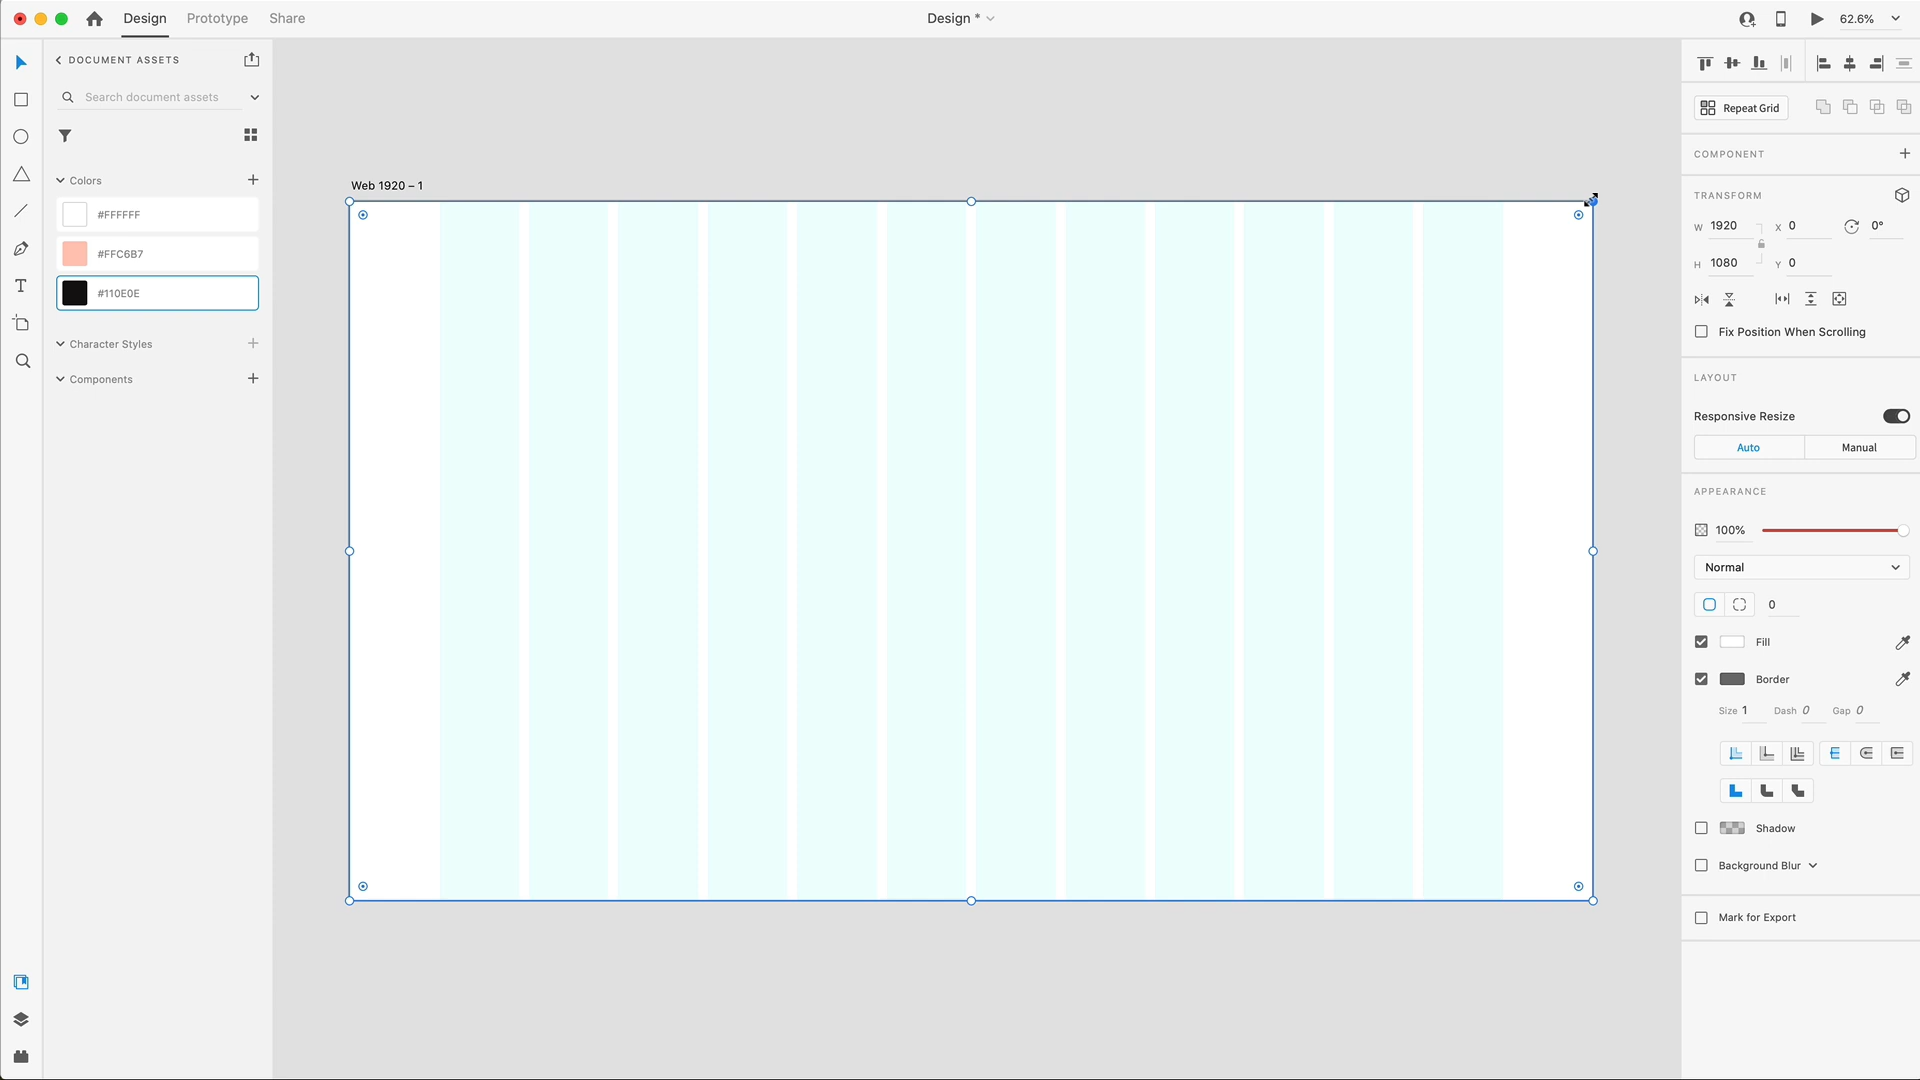 Design
Prototype
Share
Design *
62.6%
DOCUMENT ASSETS
Search document assets
Colors
#FFFFFF
#FFC6B7
#110E0E
Character Styles
Components
Web 1920 – 1
Repeat Grid
COMPONENT
TRANSFORM
W 1920 X 0 0°
H 1080 Y 0
Fix Position When Scrolling
LAYOUT
Responsive Resize
Auto Manual
APPEARANCE
100%
Normal
0
Fill
Border
Size 1 Dash 0 Gap 0
Shadow
Background Blur
Mark for Export